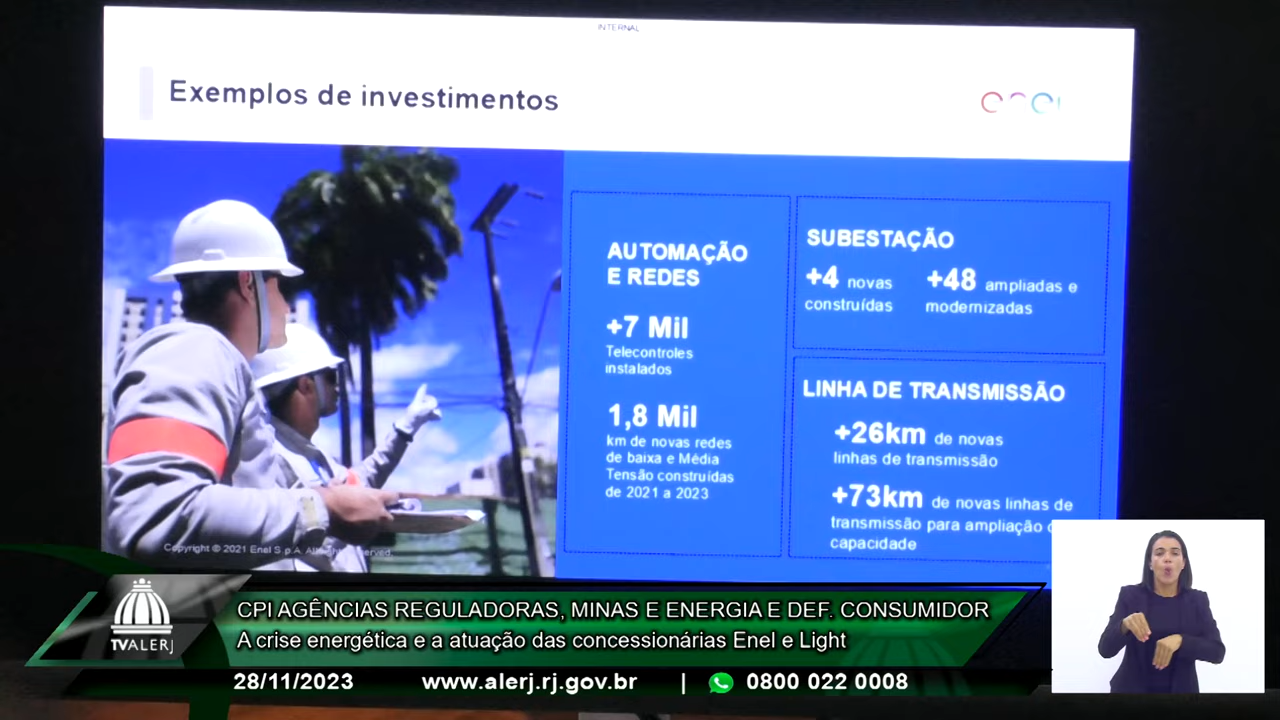 INTERNAL
Exemplos de investimentos
enel
AUTOMAÇÃO
E REDES
+7 Mil
Telecontroles
instalados
1,8 Mil
km de novas redes
de baixa e Média
Tensão construídas
de 2021 a 2023
SUBESTAÇÃO
+4 novas
construídas
+48 ampliadas e
modernizadas
LINHA DE TRANSMISSÃO
+26km de novas
linhas de transmissão
+73km de novas linhas de
transmissão para ampliação
capacidade
Copyright © 2021 Enel S.p.A. All
TVALERJ
CPI AGÊNCIAS REGULADORAS, MINAS E ENERGIA E DEF. CONSUMIDOR
A crise energética e a atuação das concessionárias Enel e Light
28/11/2023 www.alerj.rj.gov.br | 0800 022 0008